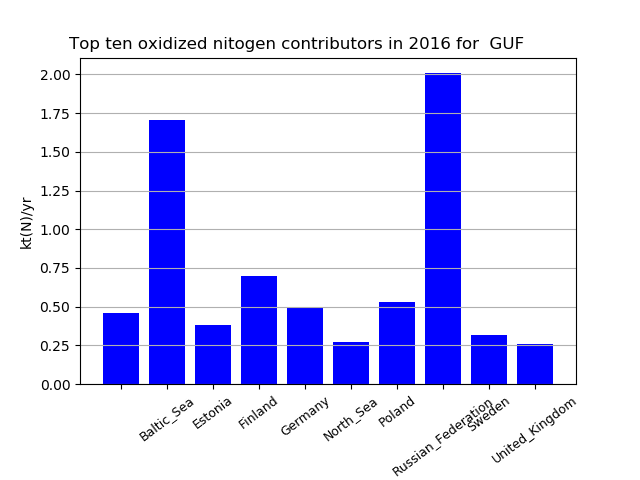 Top ten oxidized nitogen contributors in 2016 for GUF
kt(N)/yr
2.00
1.75
1.50
1.25
1.00
0.75
0.50
0.25
0.00
Baltic_Sea
Estonia
Finland
Germany
North_Sea
Poland
Russian_Federation
Sweden
United_Kingdom